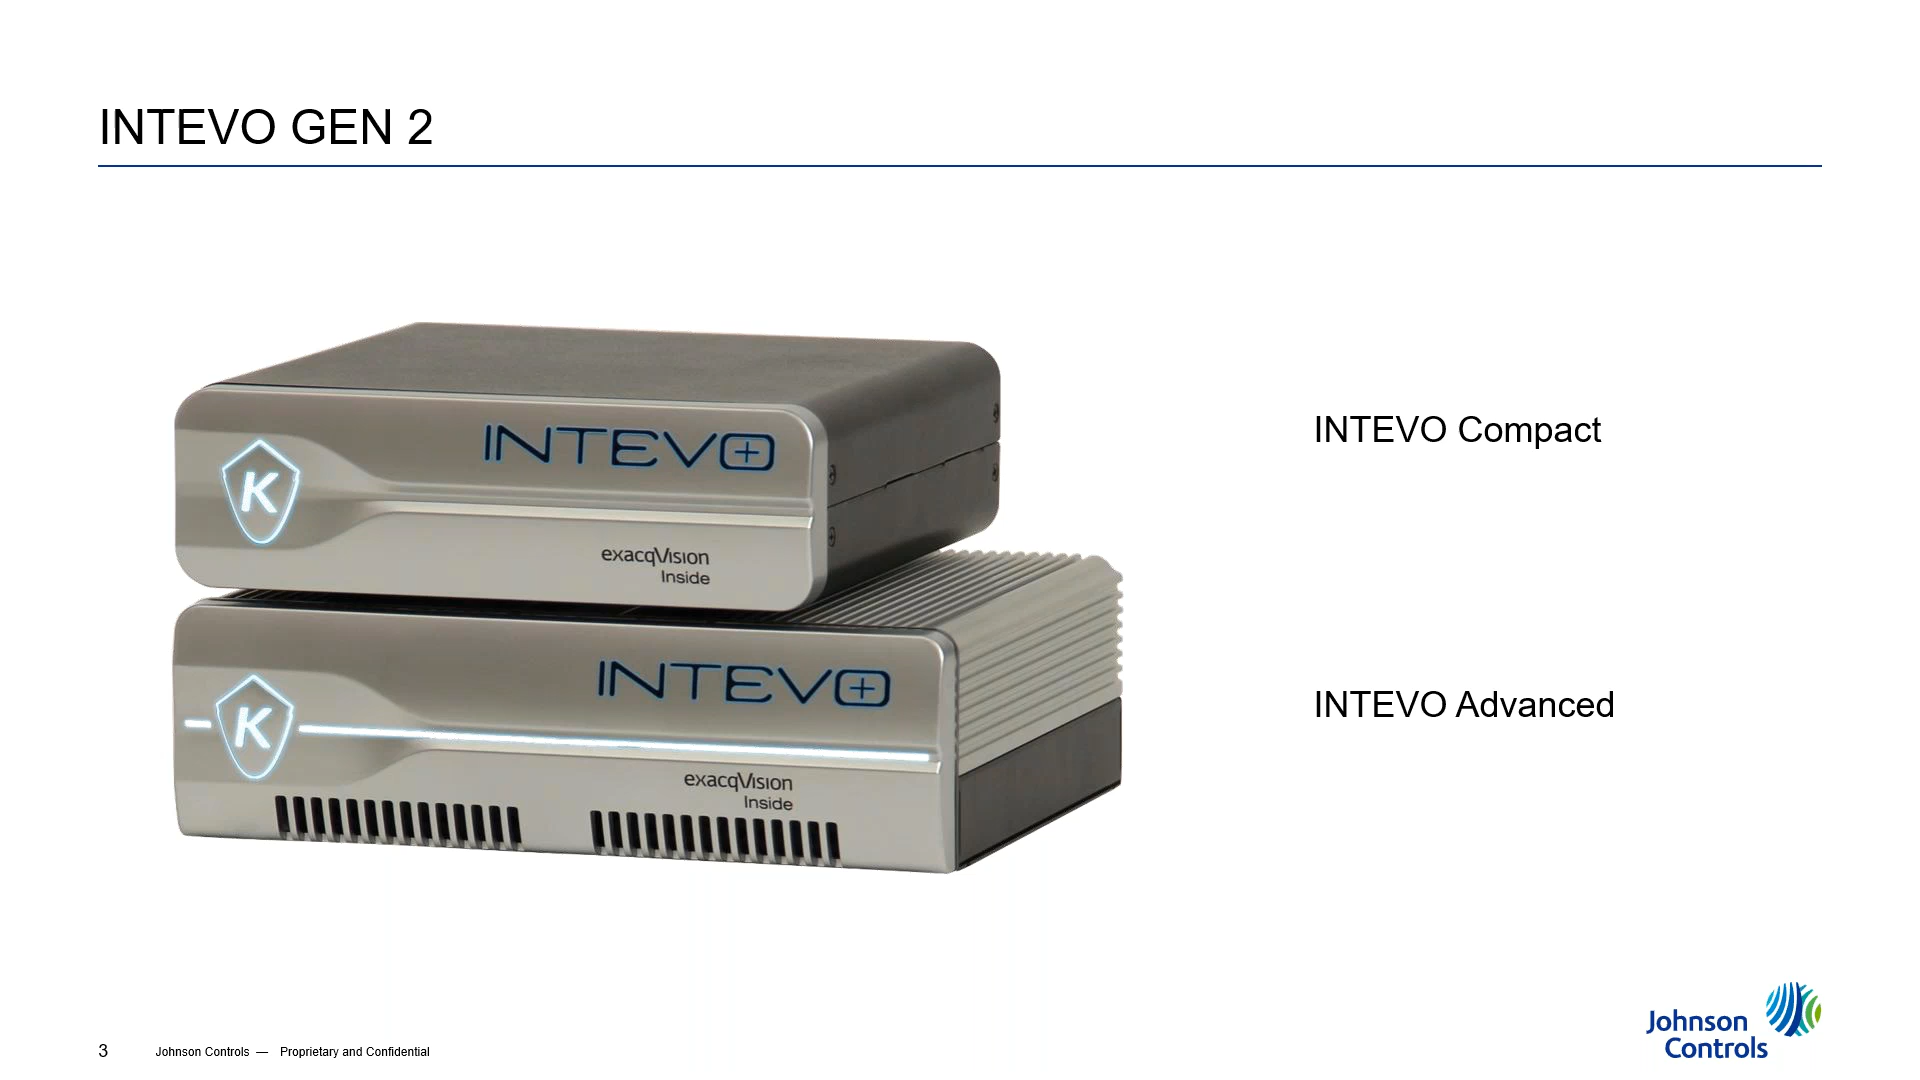 INTEVO GEN 2
INTEVO
K
exacqVision
Inside
INTEVO Compact
INTEVO
K
exacqVision
Inside
INTEVO Advanced
3
Johnson Controls — Proprietary and Confidential
Johnson
Controls